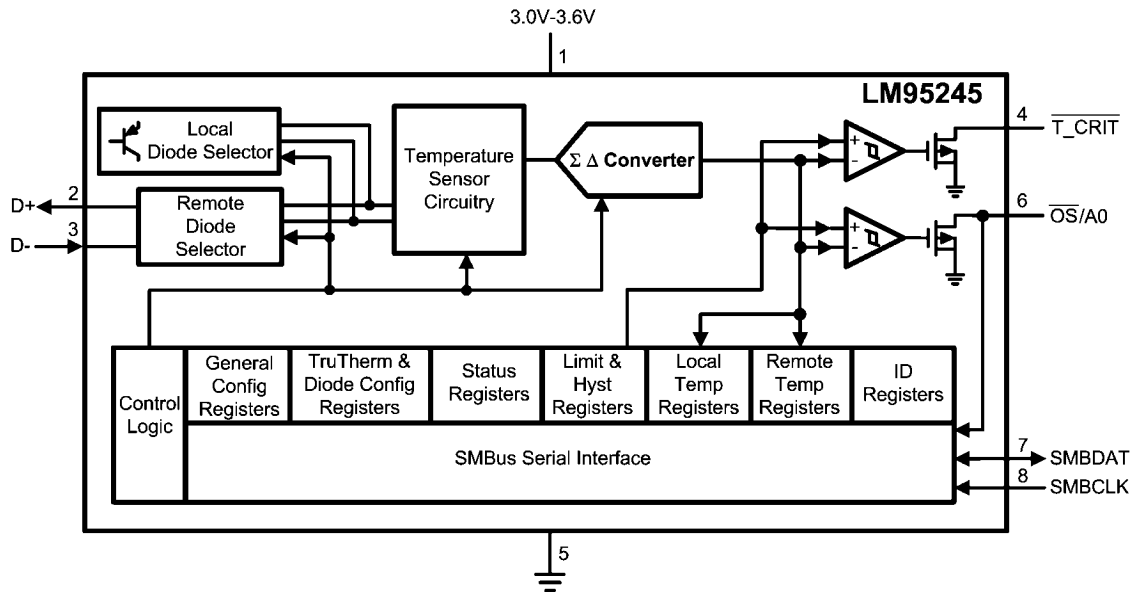 3.0V-3.6V
1
LM95245
Local
Diode Selector
Temperature
Sensor
Circuitry
Σ Δ Converter
+
-
4
T_CRIT
D+
2
Remote
Diode
Selector
D-
3
+
-
6
OS/A0
Control
Logic
General
Config
Registers
TruTherm &
Diode Config
Registers
Status
Registers
Limit &
Hyst
Registers
Local
Temp
Registers
Remote
Temp
Registers
ID
Registers
SMBus Serial Interface
7
SMBDAT
8
SMBCLK
5